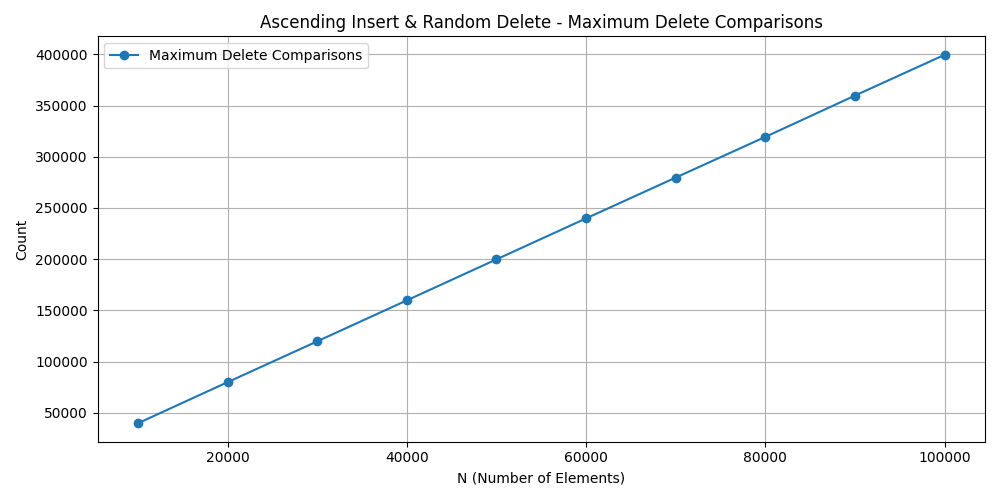 Ascending Insert & Random Delete - Maximum Delete Comparisons
Maximum Delete Comparisons
400000
350000
300000
250000
200000
150000
100000
50000
Count
20000 40000 60000 80000 100000
N (Number of Elements)